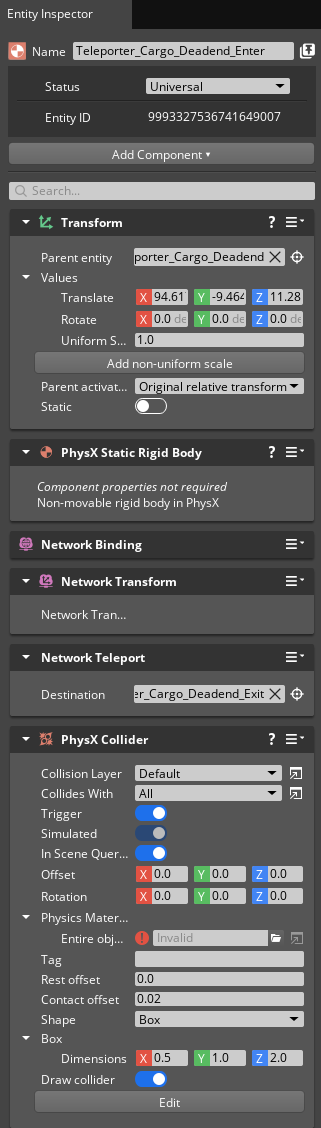 Entity Inspector
Name Teleporter_Cargo_Deadend_Enter
Status Universal
Entity ID 9993327536741649007
Add Component
Search...
Transform ?
Parent entity porter_Cargo_Deadend
Values
Translate X 94.61 Y -9.464 Z 11.28
Rotate X 0.0 de Y 0.0 de Z 0.0 de
Uniform S... 1.0
Add non-uniform scale
Parent activat... Original relative transform
Static
PhysX Static Rigid Body ?
Component properties not required
Non-movable rigid body in PhysX
Network Binding
Network Transform
Network Tran...
Network Teleport
Destination er_Cargo_Deadend_Exit
PhysX Collider ?
Collision Layer Default
Collides With All
Trigger
Simulated
In Scene Quer...
Offset X 0.0 Y 0.0 Z 0.0
Rotation X 0.0 Y 0.0 Z 0.0
Physics Mater...
Entire obj... Invalid
Tag
Rest offset 0.0
Contact offset 0.02
Shape Box
Box
Dimensions X 0.5 Y 1.0 Z 2.0
Draw collider
Edit